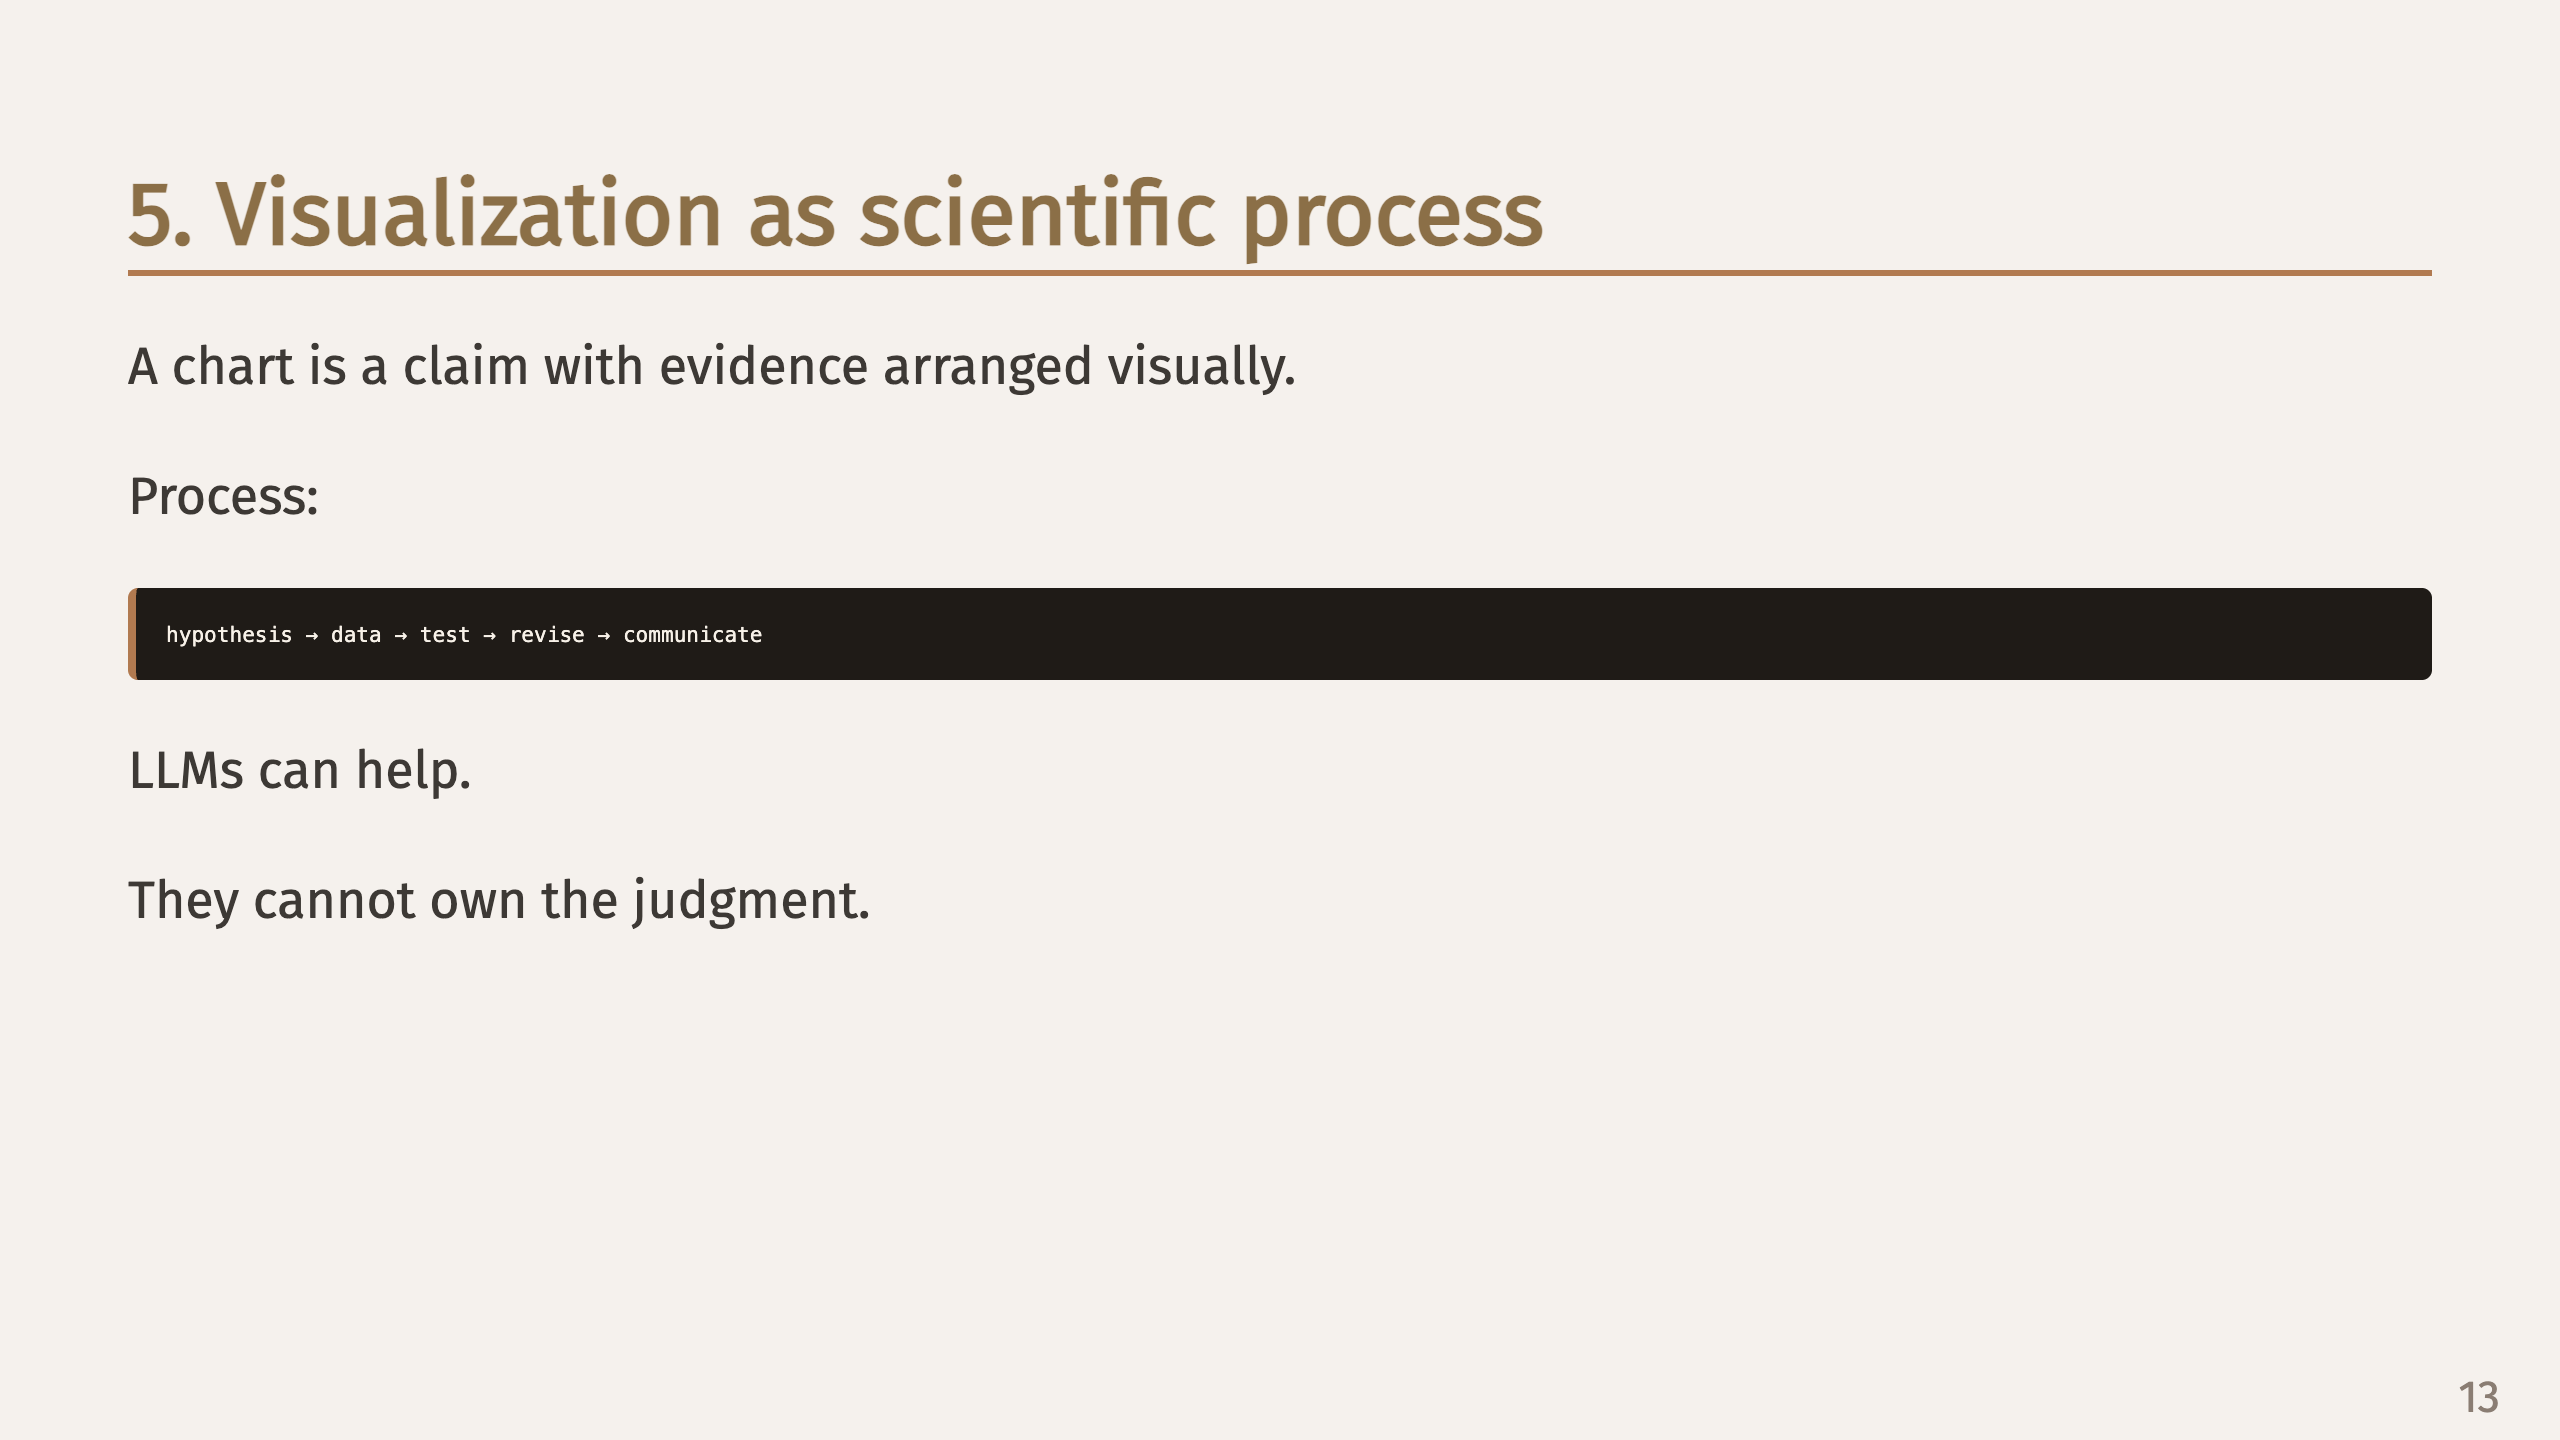 5. Visualization as scientific process
A chart is a claim with evidence arranged visually.
Process:
hypothesis → data → test → revise → communicate
LLMs can help.
They cannot own the judgment.
13